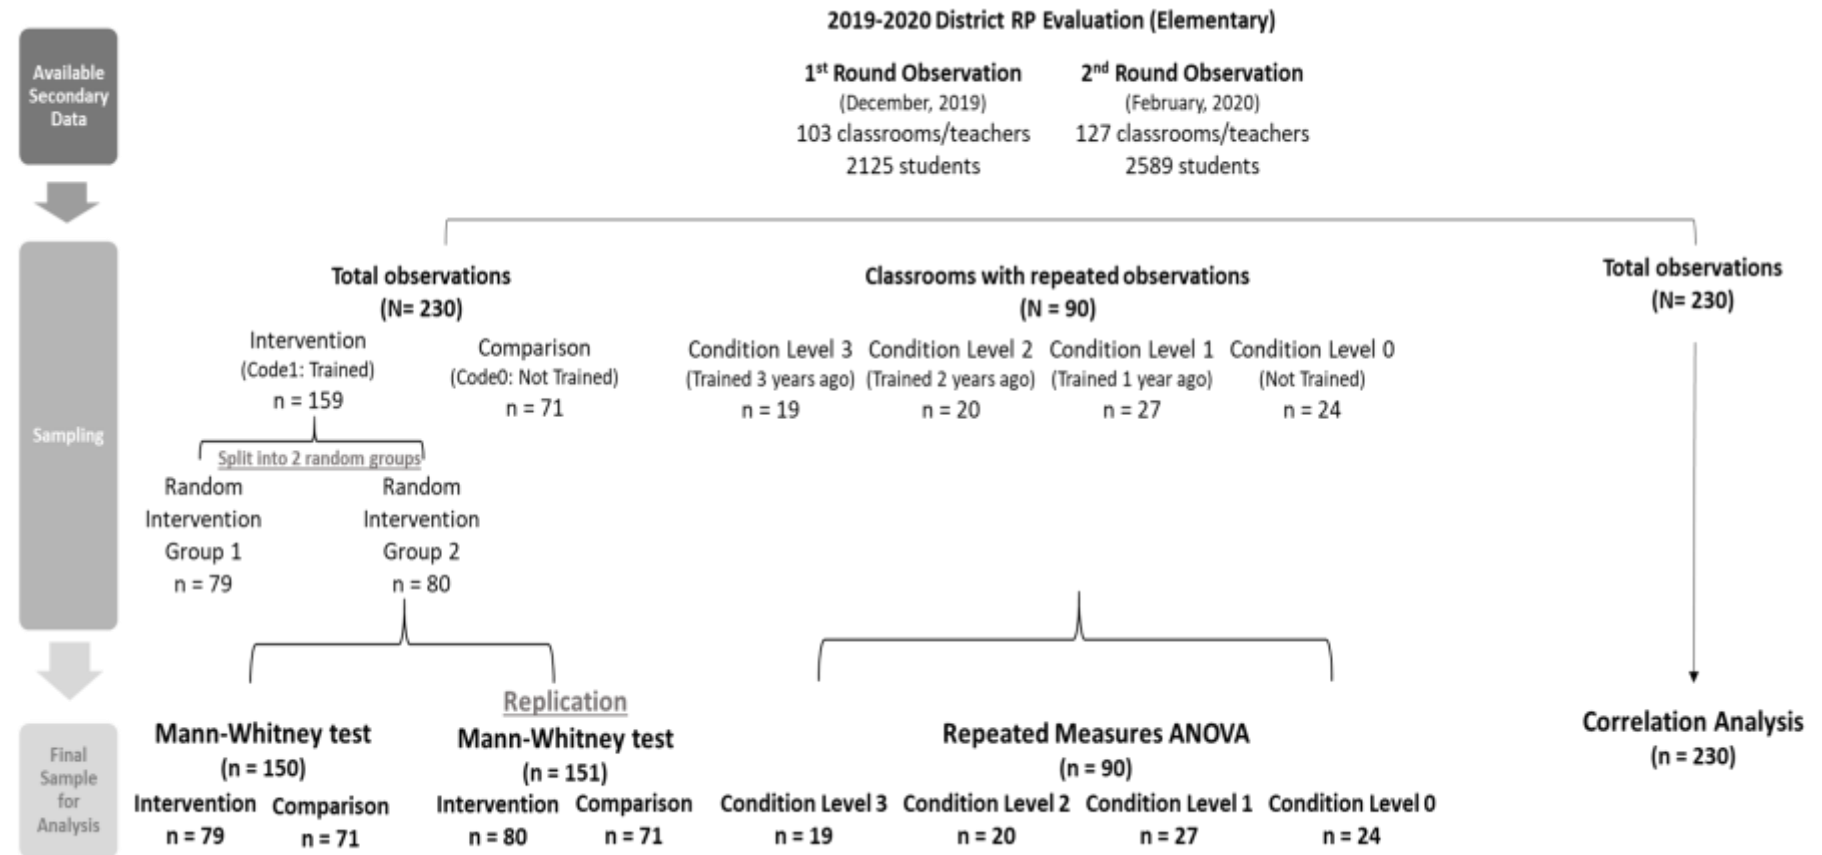 2019-2020 District RP Evaluation (Elementary)
Available
Secondary
Data
1st Round Observation
(December, 2019)
103 classrooms/teachers
2125 students
2nd Round Observation
(February, 2020)
127 classrooms/teachers
2589 students
Sampling
Total observations
(N= 230)
Intervention
(Code1: Trained)
n = 159
Comparison
(Code0: Not Trained)
n = 71
Split into 2 random groups
Random
Intervention
Group 1
n = 79
Random
Intervention
Group 2
n = 80
Classrooms with repeated observations
(N = 90)
Condition Level 3
(Trained 3 years ago)
n = 19
Condition Level 2
(Trained 2 years ago)
n = 20
Condition Level 1
(Trained 1 year ago)
n = 27
Condition Level 0
(Not Trained)
n = 24
Total observations
(N= 230)
Final
Sample
for
Analysis
Mann-Whitney test
(n = 150)
Intervention
n = 79
Comparison
n = 71
Replication
Mann-Whitney test
(n = 151)
Intervention
n = 80
Comparison
n = 71
Repeated Measures ANOVA
(n = 90)
Condition Level 3
n = 19
Condition Level 2
n = 20
Condition Level 1
n = 27
Condition Level 0
n = 24
Correlation Analysis
(n = 230)